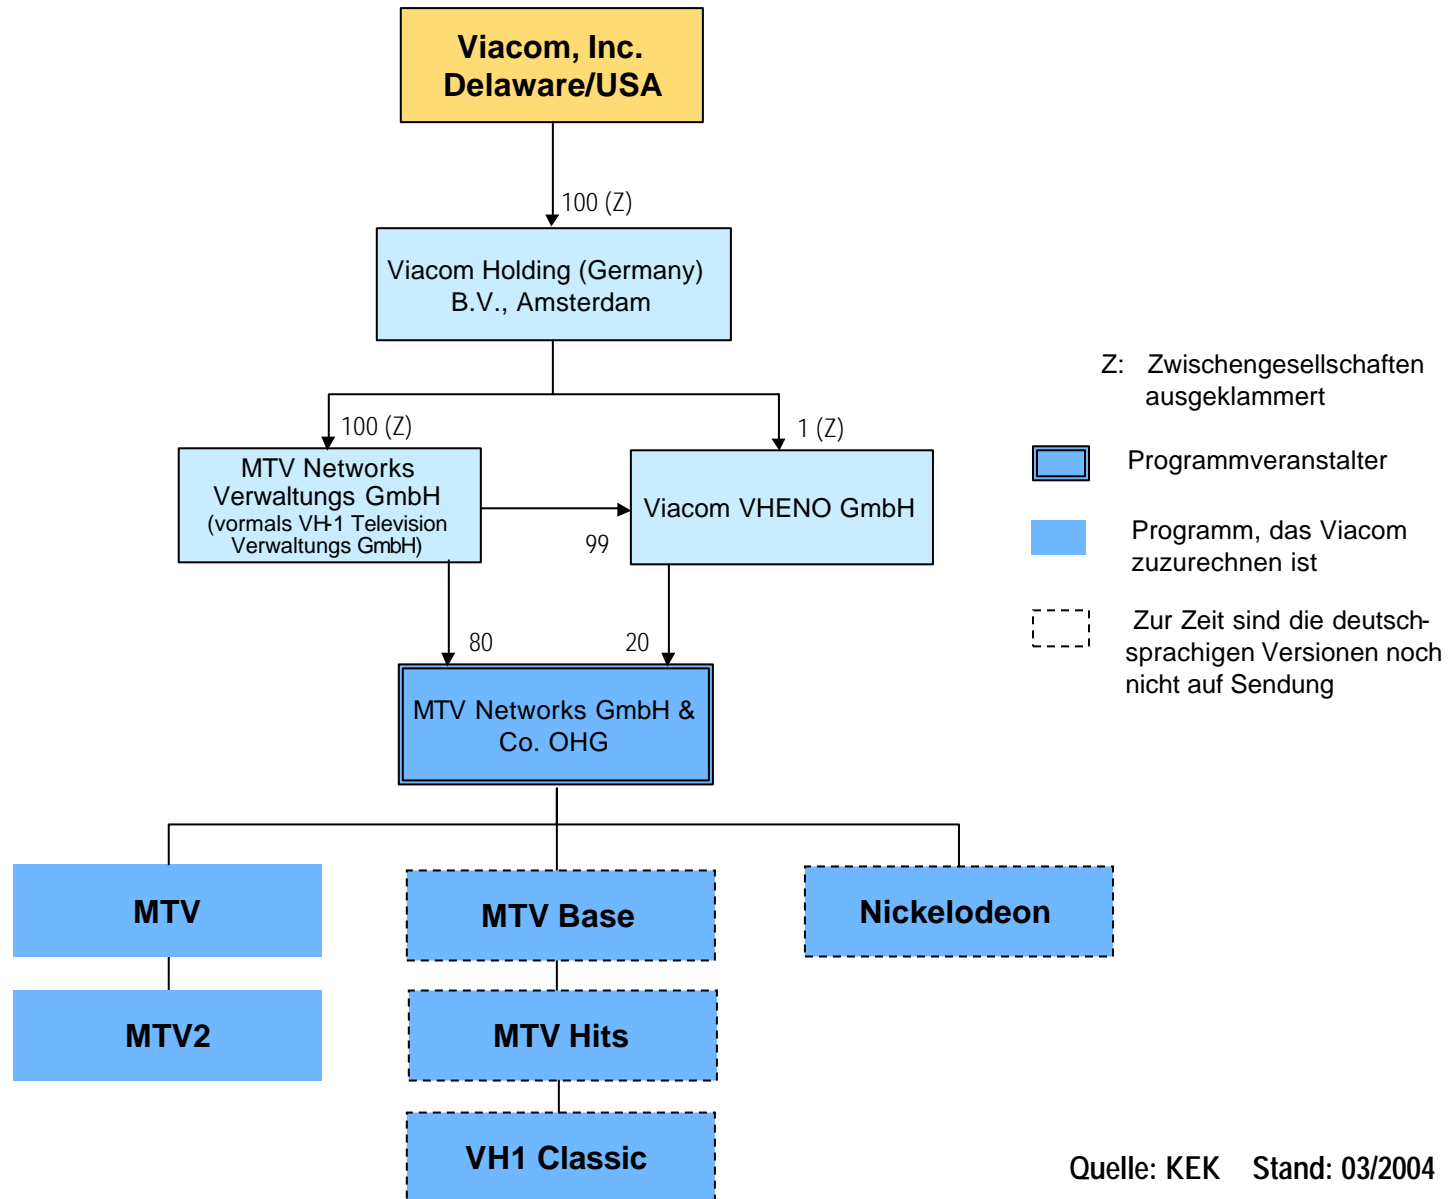 Viacom, Inc.
Delaware/USA
100 (Z)
Viacom Holding (Germany)
B.V., Amsterdam
100 (Z)
1 (Z)
MTV Networks
Verwaltungs GmbH
(vormals VH-1 Television
Verwaltungs GmbH)
99
Viacom VHENO GmbH
80
20
MTV Networks GmbH &
Co. OHG
MTV
MTV Base
Nickelodeon
MTV2
MTV Hits
VH1 Classic
Z: Zwischengesellschaften
ausgeklammert
Programmveranstalter
Programm, das Viacom
zuzurechnen ist
Zur Zeit sind die deutsch-
sprachigen Versionen noch
nicht auf Sendung
Quelle: KEK Stand: 03/2004